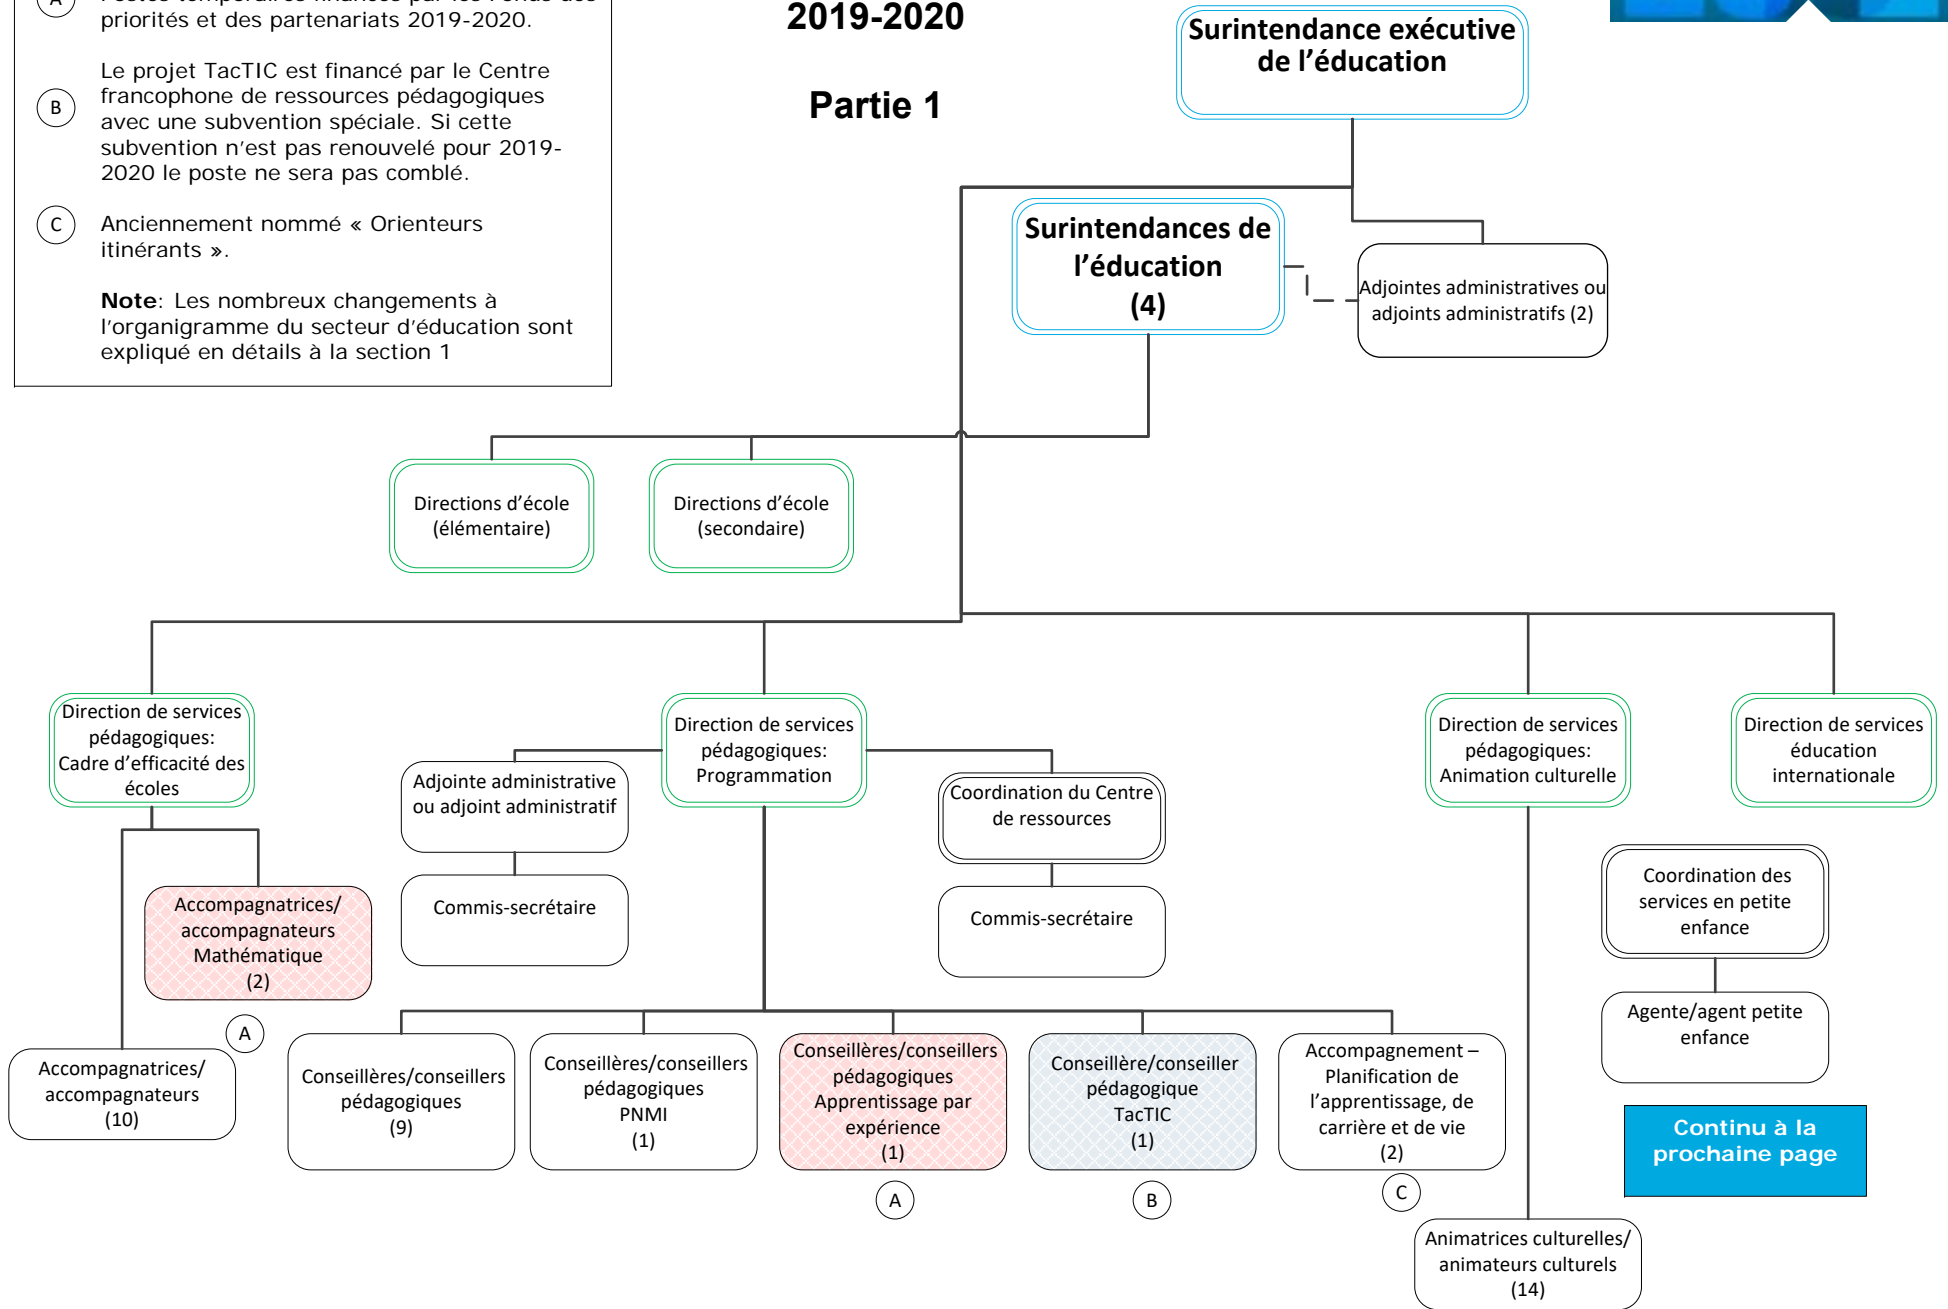 A
priorités et des partenariats 2019-2020.
B
Le projet TacTIC est financé par le Centre
francophone de ressources pédagogiques
avec une subvention spéciale. Si cette
subvention n'est pas renouvelé pour 2019-
2020 le poste ne sera pas comblé.
C
Anciennement nommé « Orienteurs
itinérants ».
Note: Les nombreux changements à
l'organigramme du secteur d'éducation sont
expliqué en détails à la section 1
2019-2020
Partie 1
Surintendance exécutive
de l'éducation
Surintendances de
l'éducation
(4)
Adjointes administratives ou
adjoints administratifs (2)
Directions d'école
(élémentaire)
Directions d'école
(secondaire)
Direction de services
pédagogiques:
Cadre d'efficacité des
écoles
Direction de services
pédagogiques:
Programmation
Direction de services
pédagogiques:
Animation culturelle
Direction de services
éducation
internationale
Adjointe administrative
ou adjoint administratif
Coordination du Centre
de ressources
Commis-secrétaire
Commis-secrétaire
Coordination des
services en petite
enfance
Agente/agent petite
enfance
Accompagnatrices/
accompagnateurs
Mathématique
(2)
A
Accompagnatrices/
accompagnateurs
(10)
Conseillères/conseillers
pédagogiques
(9)
Conseillères/conseillers
pédagogiques
PNMI
(1)
Conseillères/conseillers
pédagogiques
Apprentissage par
expérience
(1)
A
Conseillère/conseiller
pédagogique
TacTIC
(1)
B
Accompagnement –
Planification de
l'apprentissage, de
carrière et de vie
(2)
C
Continu à la
prochaine page
Animatrices culturelles/
animateurs culturels
(14)